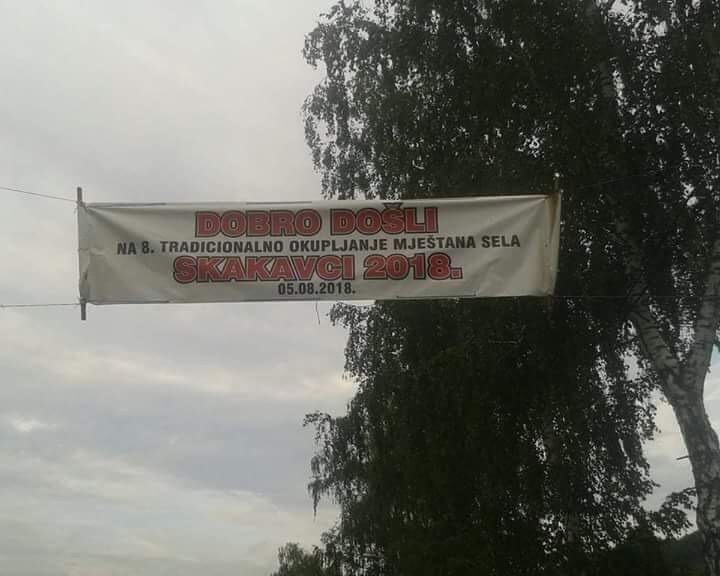 DOBRO DOŠLI
NA 8. TRADICIONALNO OKUPLJANJE MJEŠTANA SELA
SKAKAVCI 2018.
05.08.2018.